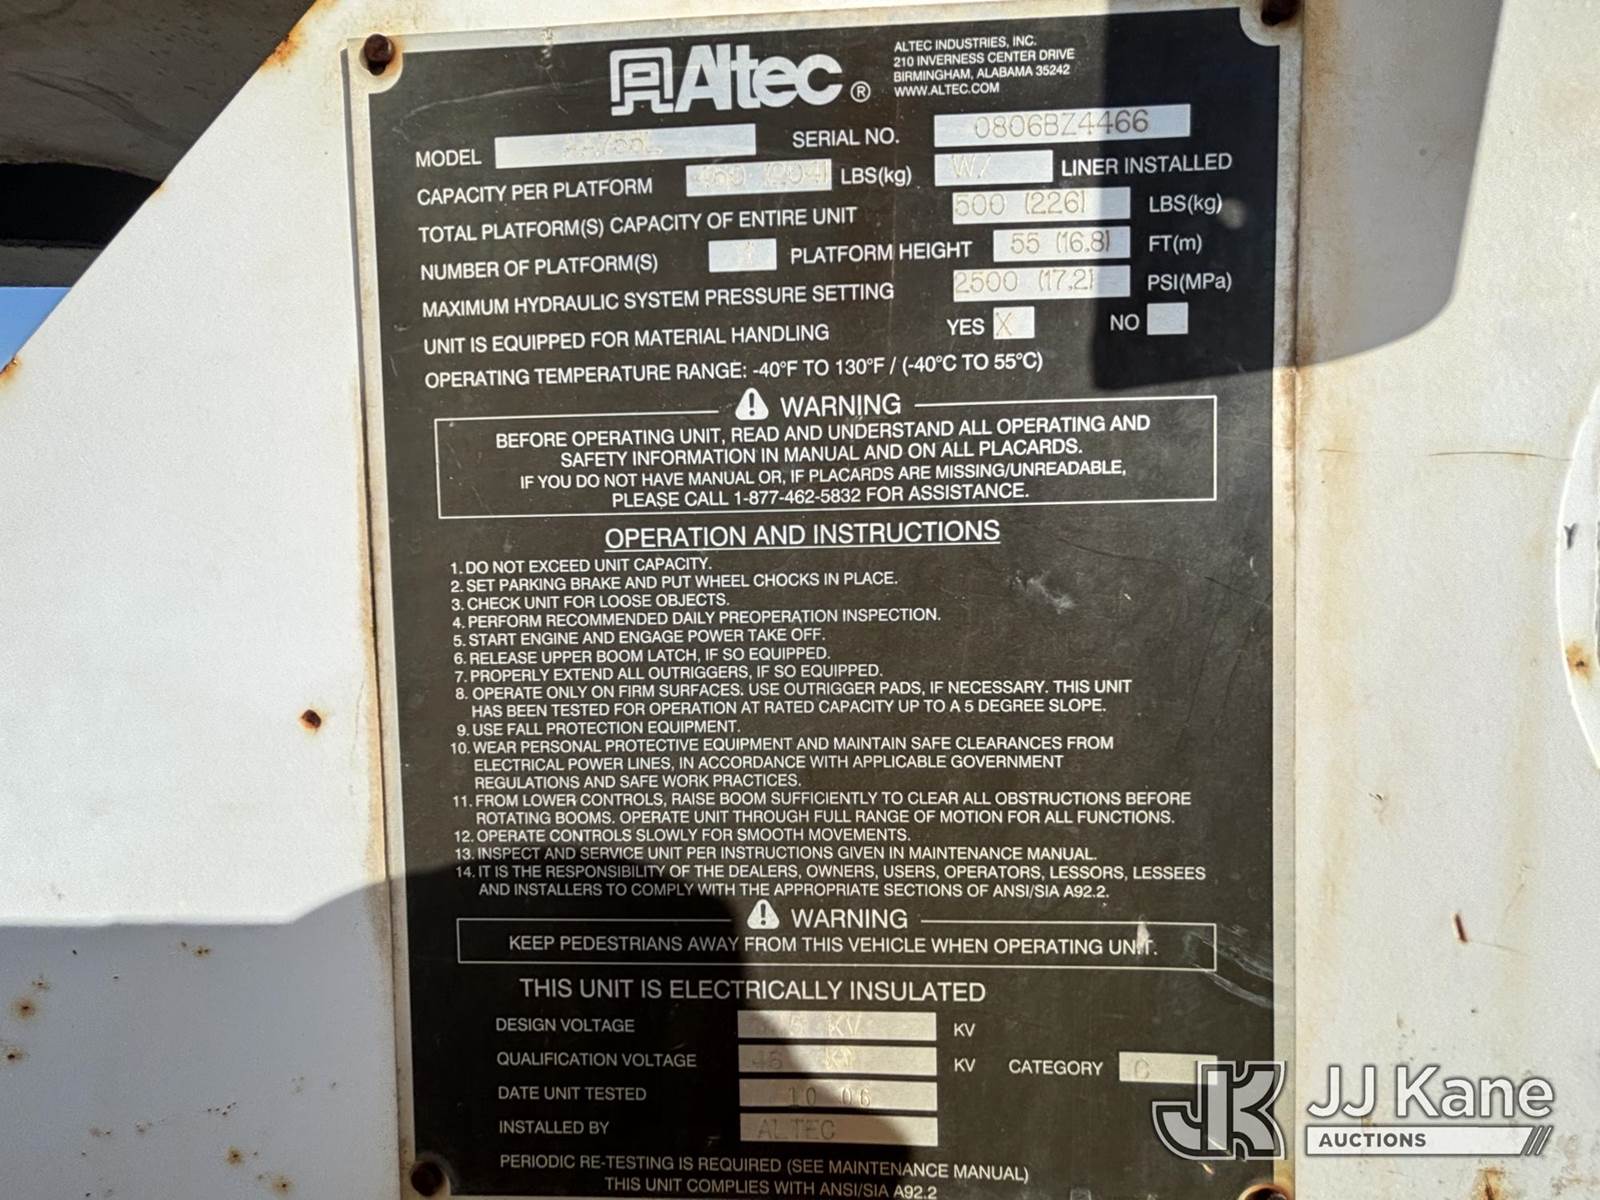 Altec ®
ALTEC INDUSTRIES, INC.
210 INVERNESS CENTER DRIVE
BIRMINGHAM, ALABAMA 35242
WWW.ALTEC.COM
MODEL AA755L SERIAL NO. 0806BZ4466
CAPACITY PER PLATFORM LBS(kg) W/ LINER INSTALLED
TOTAL PLATFORM(S) CAPACITY OF ENTIRE UNIT 500 (226) LBS(kg)
NUMBER OF PLATFORM(S) PLATFORM HEIGHT 55 (16.8) FT(m)
MAXIMUM HYDRAULIC SYSTEM PRESSURE SETTING 2500 (17.2) PSI(MPa)
UNIT IS EQUIPPED FOR MATERIAL HANDLING YES X NO
OPERATING TEMPERATURE RANGE: -40°F TO 130°F / (-40°C TO 55°C)
WARNING
BEFORE OPERATING UNIT, READ AND UNDERSTAND ALL OPERATING AND
SAFETY INFORMATION IN MANUAL AND ON ALL PLACARDS.
IF YOU DO NOT HAVE MANUAL OR, IF PLACARDS ARE MISSING/UNREADABLE,
PLEASE CALL 1-877-462-5832 FOR ASSISTANCE.
OPERATION AND INSTRUCTIONS
1. DO NOT EXCEED UNIT CAPACITY.
2. SET PARKING BRAKE AND PUT WHEEL CHOCKS IN PLACE.
3. CHECK UNIT FOR LOOSE OBJECTS.
4. PERFORM RECOMMENDED DAILY PREOPERATION INSPECTION.
5. START ENGINE AND ENGAGE POWER TAKE OFF.
6. RELEASE UPPER BOOM LATCH, IF SO EQUIPPED.
7. PROPERLY EXTEND ALL OUTRIGGERS, IF SO EQUIPPED.
8. OPERATE ONLY ON FIRM SURFACES. USE OUTRIGGER PADS, IF NECESSARY. THIS UNIT
HAS BEEN TESTED FOR OPERATION AT RATED CAPACITY UP TO A 5 DEGREE SLOPE.
9. USE FALL PROTECTION EQUIPMENT.
10. WEAR PERSONAL PROTECTIVE EQUIPMENT AND MAINTAIN SAFE CLEARANCES FROM
ELECTRICAL POWER LINES, IN ACCORDANCE WITH APPLICABLE GOVERNMENT
REGULATIONS AND SAFE WORK PRACTICES.
11. FROM LOWER CONTROLS, RAISE BOOM SUFFICIENTLY TO CLEAR ALL OBSTRUCTIONS BEFORE
ROTATING BOOMS. OPERATE UNIT THROUGH FULL RANGE OF MOTION FOR ALL FUNCTIONS.
12. OPERATE CONTROLS SLOWLY FOR SMOOTH MOVEMENTS.
13. INSPECT AND SERVICE UNIT PER INSTRUCTIONS GIVEN IN MAINTENANCE MANUAL.
14. IT IS THE RESPONSIBILITY OF THE DEALERS, OWNERS, USERS, OPERATORS, LESSORS, LESSEES
AND INSTALLERS TO COMPLY WITH THE APPROPRIATE SECTIONS OF ANSI/SIA A92.2.
WARNING
KEEP PEDESTRIANS AWAY FROM THIS VEHICLE WHEN OPERATING UNIT.
THIS UNIT IS ELECTRICALLY INSULATED
DESIGN VOLTAGE KV KV
QUALIFICATION VOLTAGE 46 KV KV CATEGORY C
DATE UNIT TESTED 10 06
INSTALLED BY ALTEC
PERIODIC RE-TESTING IS REQUIRED (SEE MAINTENANCE MANUAL)
THIS UNIT COMPLIES WITH ANSI/SIA A92.2
JK JJ Kane
AUCTIONS